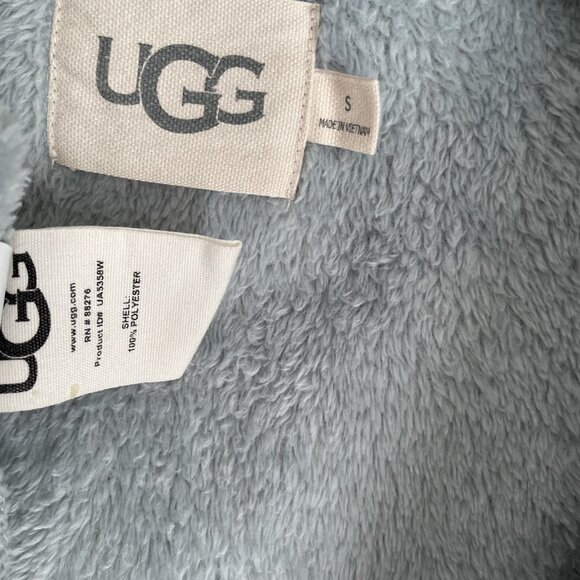 UGG
S
MADE IN VIETNAM
UGG
www.ugg.com
RN # 88276
Product ID# UA5358W
SHELL:
100% POLYESTER